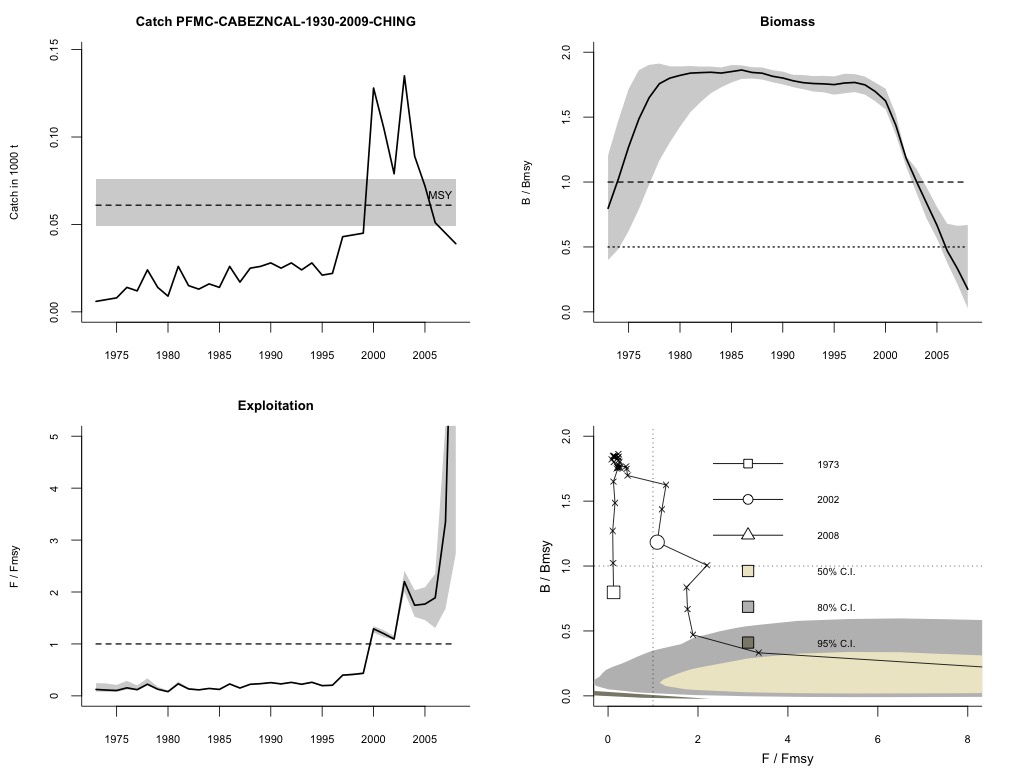 Catch PFMC-CABEZNCAL-1930-2009-CHING
Catch in 1000 t
0.15
0.10
0.05
0.00
MSY
1975 1980 1985 1990 1995 2000 2005
Biomass
B / Bmsy
2.0
1.5
1.0
0.5
0.0
1975 1980 1985 1990 1995 2000 2005
Exploitation
F / Fmsy
5
4
3
2
1
0
1975 1980 1985 1990 1995 2000 2005
B / Bmsy
2.0
1.5
1.0
0.5
0.0
1973
2002
2008
50% C.I.
80% C.I.
95% C.I.
0 2 4 6 8
F / Fmsy